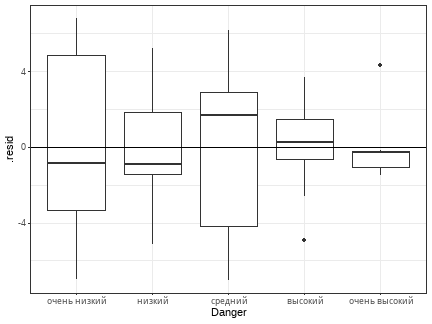 4
0
-4
.resid
очень низкий низкий средний высокий очень высокий
Danger